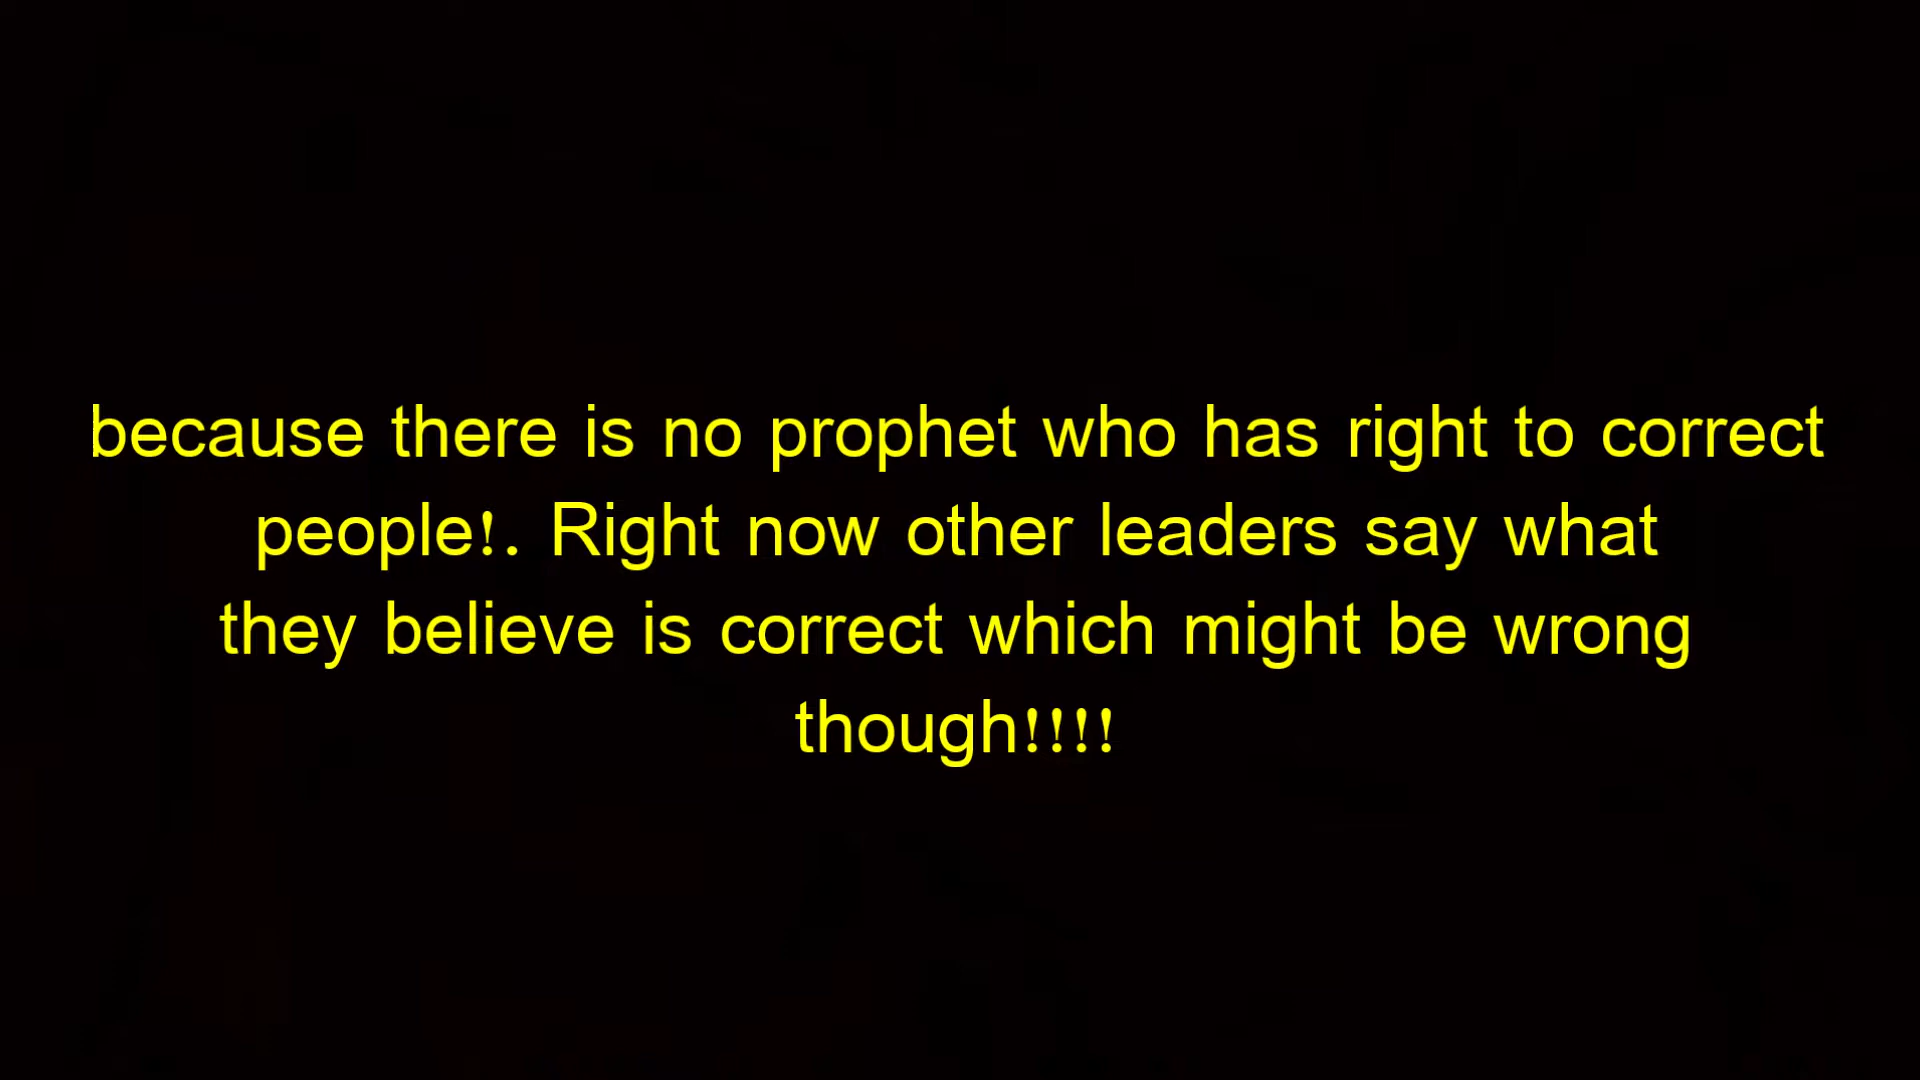 because there is no prophet who has right to correct
people!. Right now other leaders say what
they believe is correct which might be wrong
though!!!!